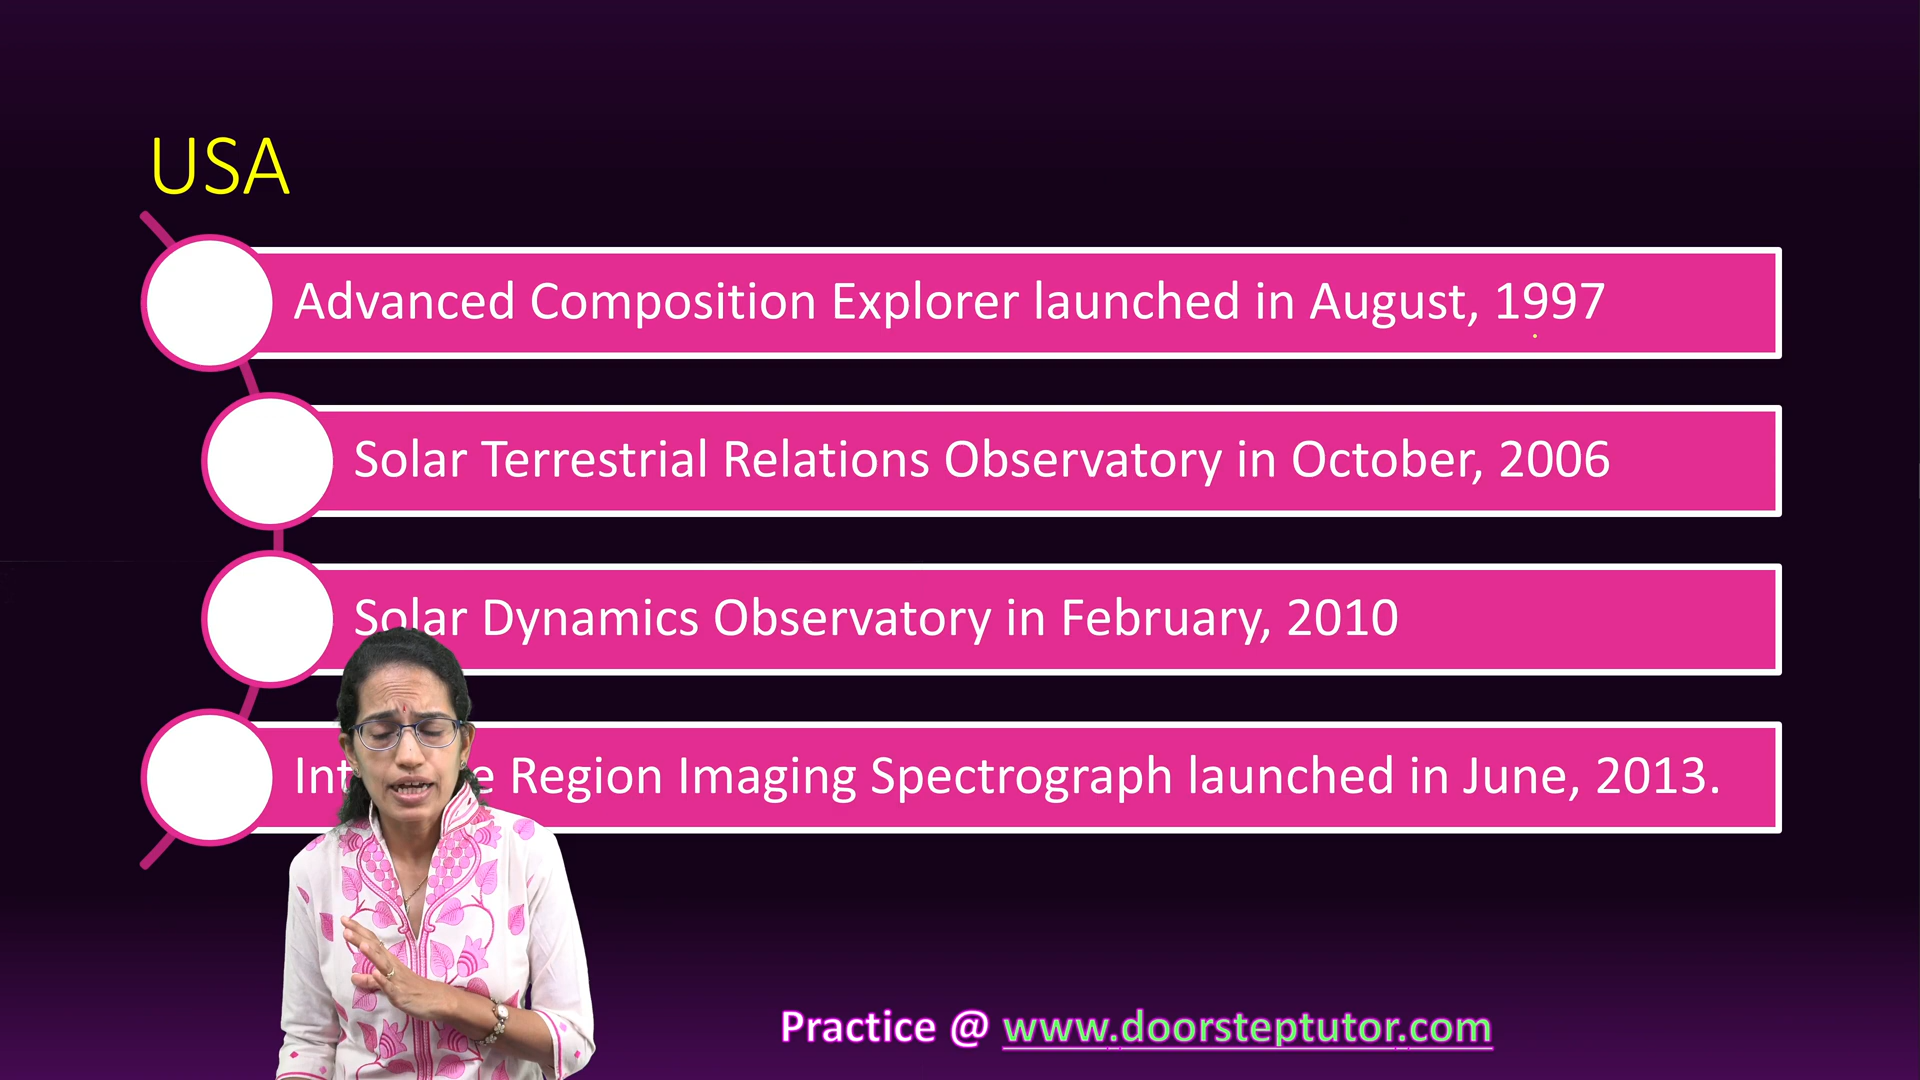 USA
Advanced Composition Explorer launched in August, 1997
Solar Terrestrial Relations Observatory in October, 2006
Solar Dynamics Observatory in February, 2010
Region Imaging Spectrograph launched in June, 2013.
Practice @ www.doorsteptutor.com